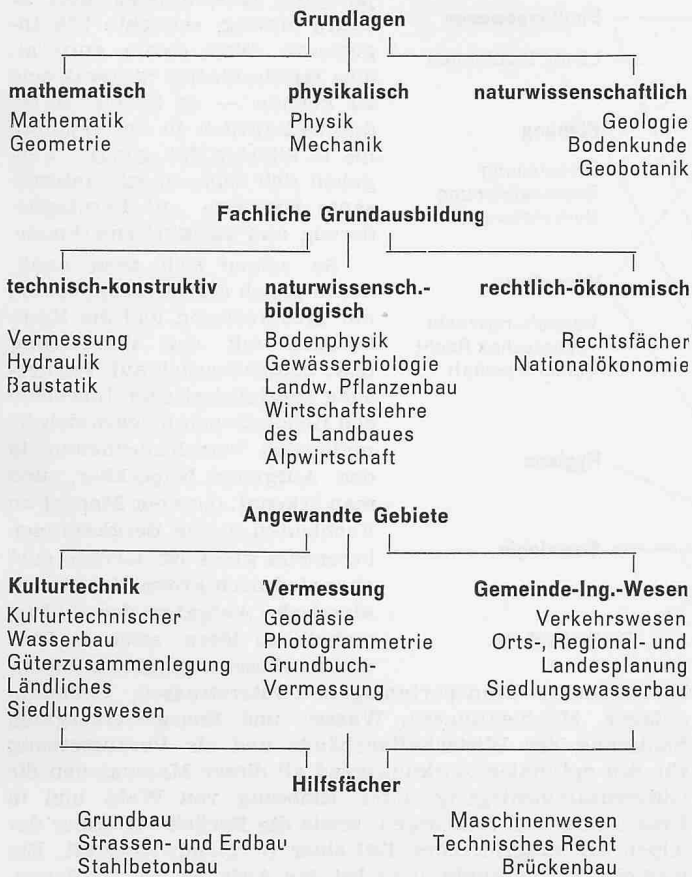 Grundlagen
mathematisch
Mathematik
Geometrie
physikalisch
Physik
Mechanik
naturwissenschaftlich
Geologie
Bodenkunde
Geobotanik
Fachliche Grundausbildung
technisch-konstruktiv
Vermessung
Hydraulik
Baustatik
naturwissensch.-
biologisch
Bodenphysik
Gewässerbiologie
Landw. Pflanzenbau
Wirtschaftslehre
des Landbaues
Alpwirtschaft
rechtlich-ökonomisch
Rechtsfächer
Nationalökonomie
Angewandte Gebiete
Kulturtechnik
Kulturtechnischer
Wasserbau
Güterzusammenlegung
Ländliches
Siedlungswesen
Vermessung
Geodäsie
Photogrammetrie
Grundbuch-
Vermessung
Gemeinde-Ing.-Wesen
Verkehrswesen
Orts-, Regional- und
Landesplanung
Siedlungswasserbau
Hilfsfächer
Grundbau
Strassen- und Erdbau
Stahlbetonbau
Maschinenwesen
Technisches Recht
Brückenbau